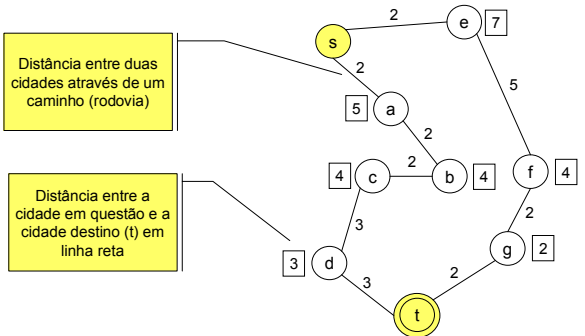 Distância entre duas
cidades através de um
caminho (rodovia)
Distância entre a
cidade em questão e a
cidade destino (t) em
linha reta
2
e
7
s
2
5
5
a
2
4
c
2
b
4
f
4
3
2
3
d
3
2
g
2
t